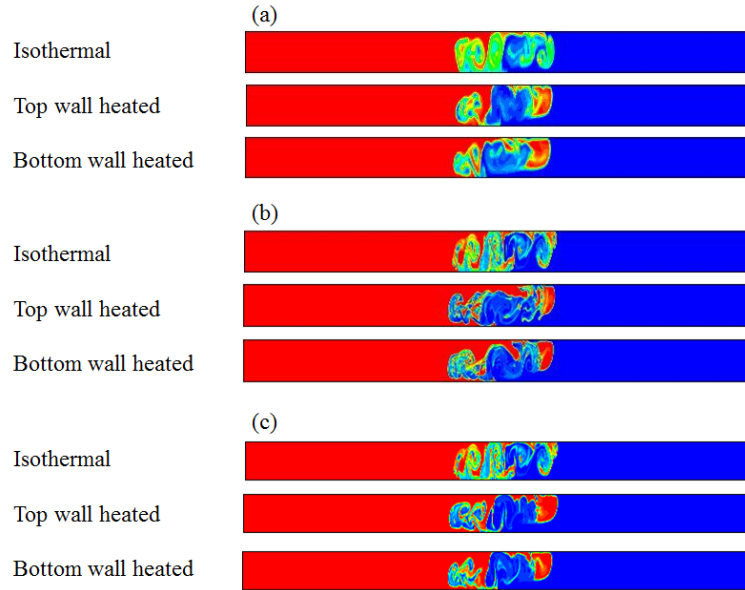 (a)
Isothermal
Top wall heated
Bottom wall heated
(b)
Isothermal
Top wall heated
Bottom wall heated
(c)
Isothermal
Top wall heated
Bottom wall heated